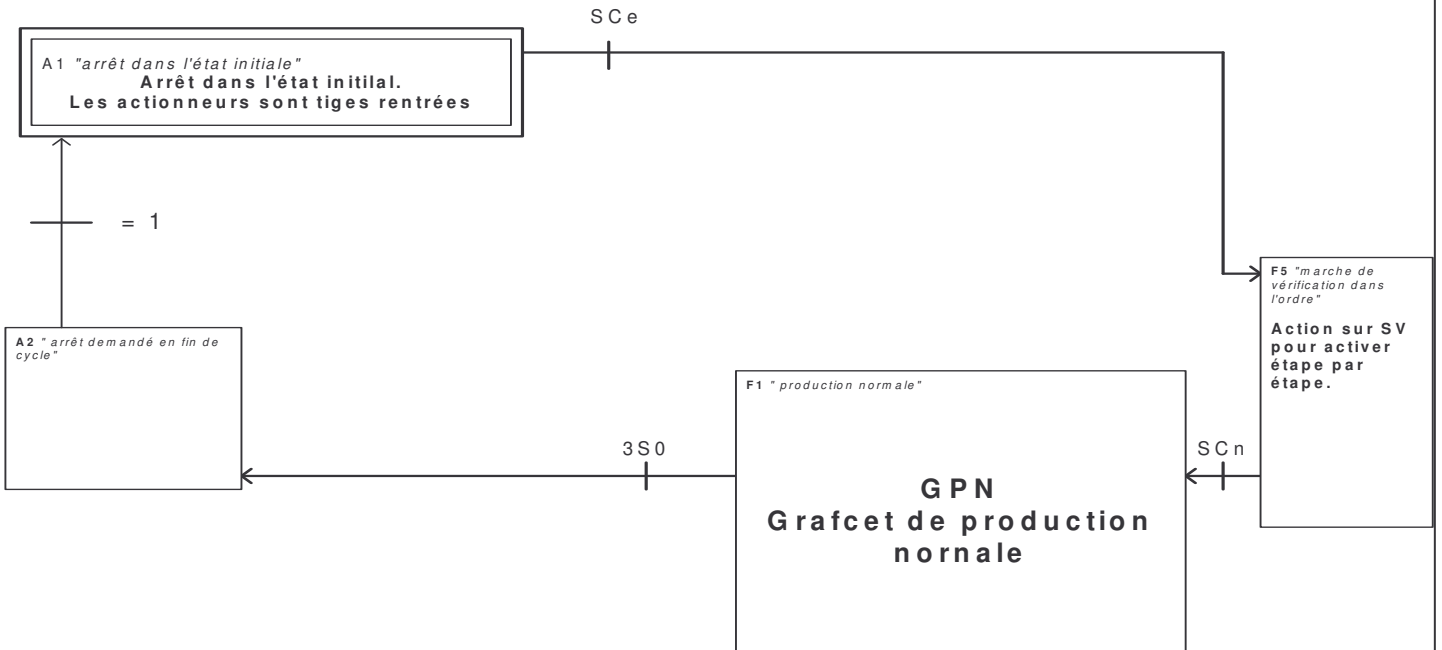 SCe
A1 "arrêt dans l'état initiale"
Arrêt dans l'état initilal.
Les actionneurs sont tiges rentrées
= 1
F5 "marche de
vérification dans
l'ordre"
Action sur SV
pour activer
étape par
étape.
A2 " arrêt demandé en fin de
cycle"
F1 " production normale"
3S0
SCn
GPN
Grafcet de production
nornale